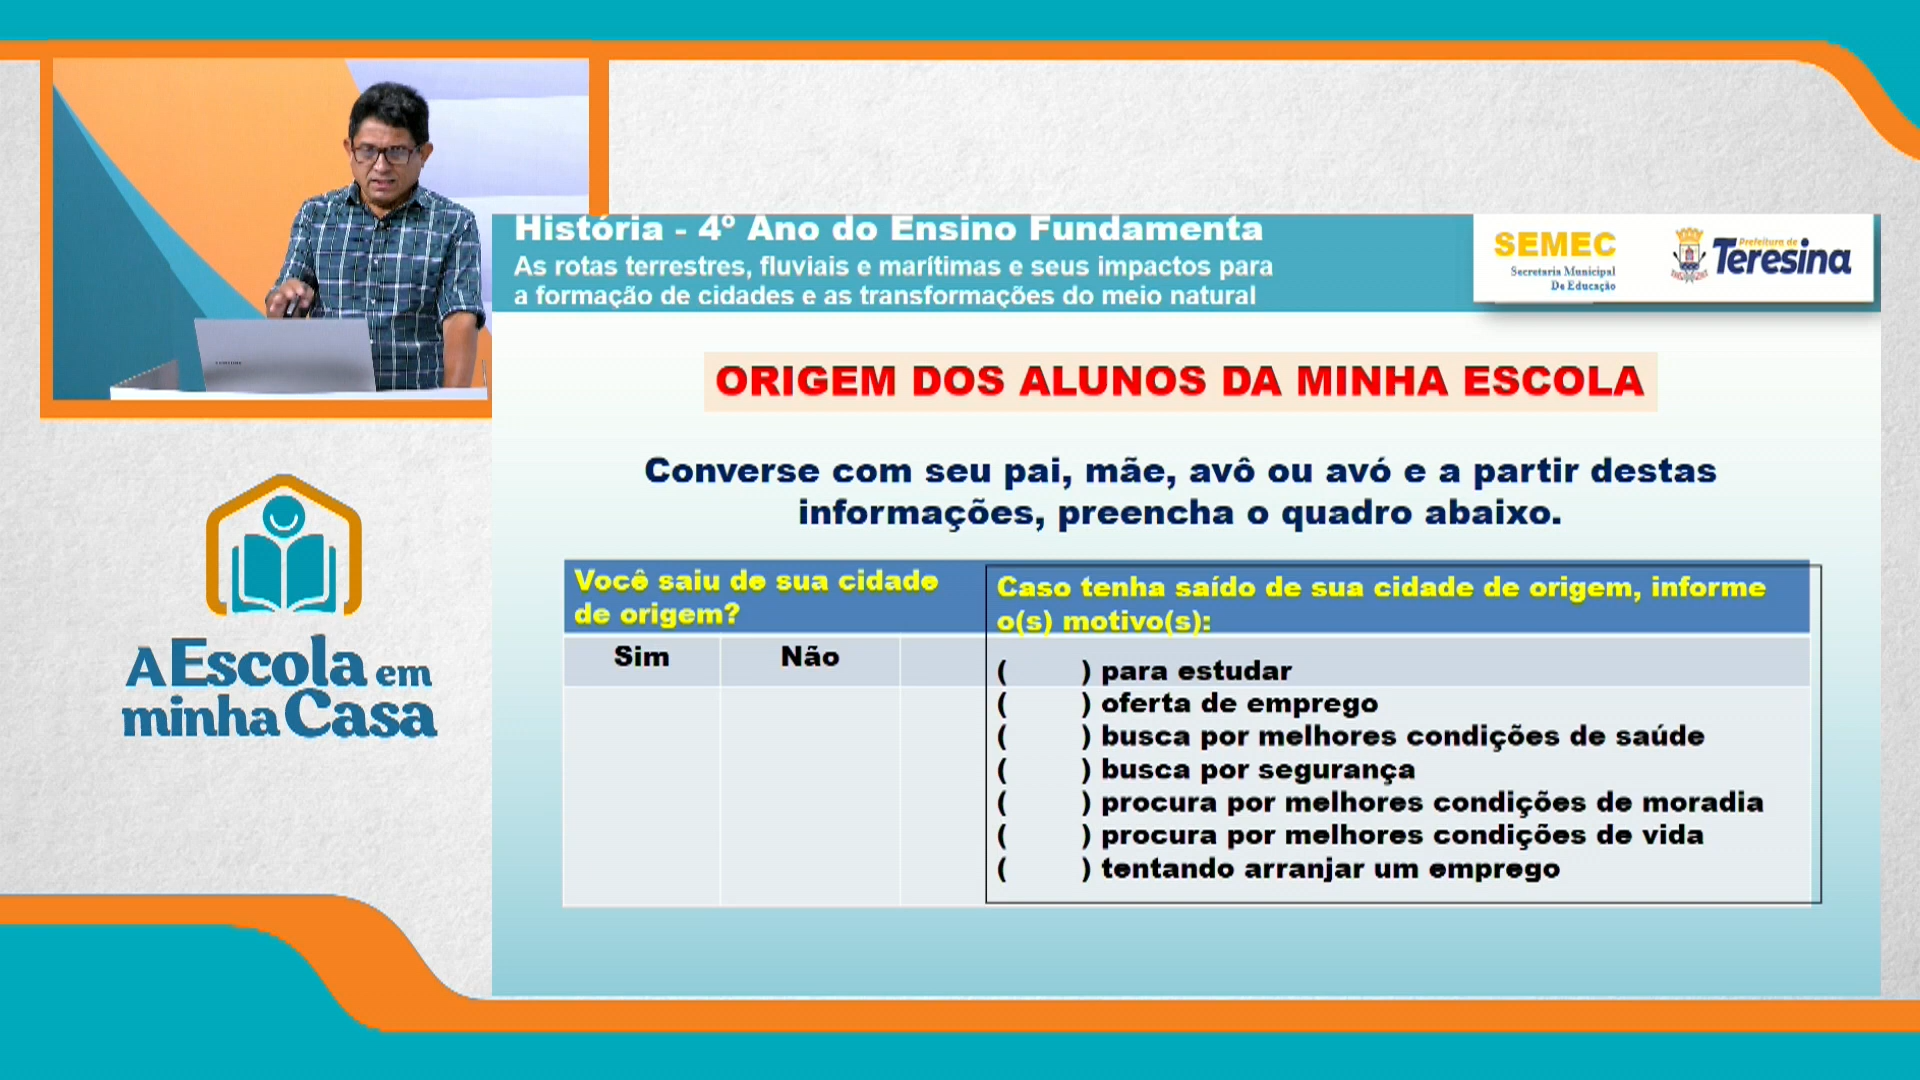 História - 4º Ano do Ensino Fundamenta
As rotas terrestres, fluviais e marítimas e seus impactos para
a formação de cidades e as transformações do meio natural
SEMEC
Secretaria Municipal
De Educação
Prefeitura de
Teresina
ORIGEM DOS ALUNOS DA MINHA ESCOLA
Converse com seu pai, mãe, avô ou avó e a partir destas
informações, preencha o quadro abaixo.
Você saiu de sua cidade
de origem?
Sim Não
Caso tenha saído de sua cidade de origem, informe
o(s) motivo(s):
( ) para estudar
( ) oferta de emprego
( ) busca por melhores condições de saúde
( ) busca por segurança
( ) procura por melhores condições de moradia
( ) procura por melhores condições de vida
( ) tentando arranjar um emprego
A Escola em
minha Casa